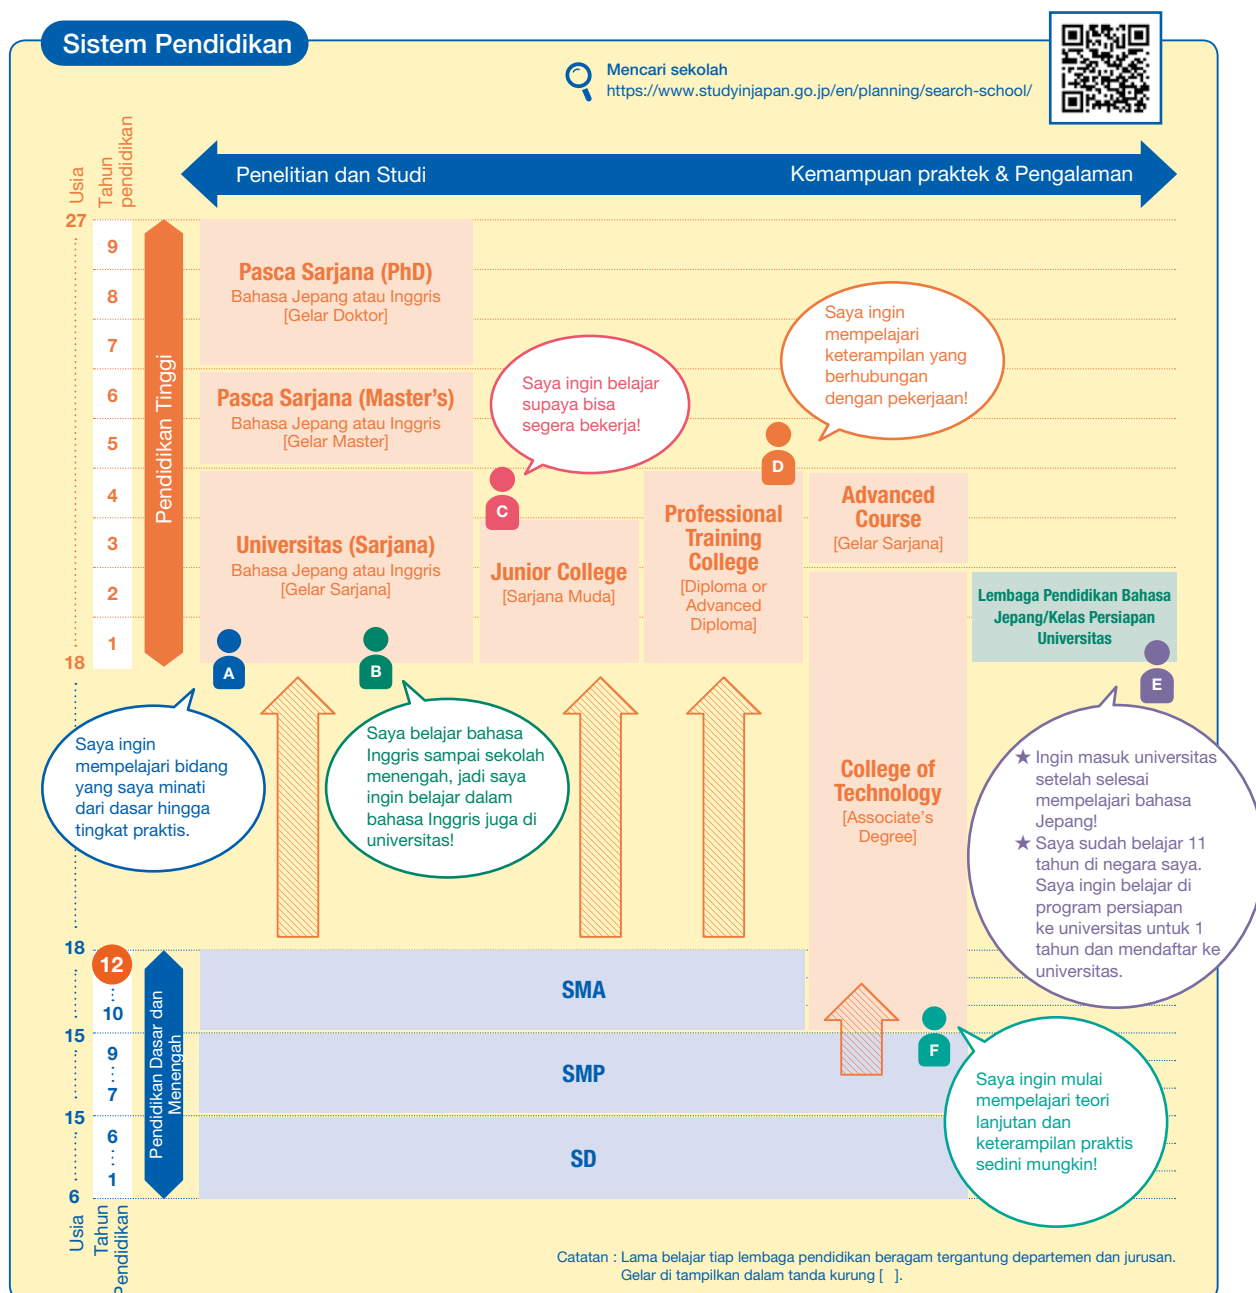 Sistem Pendidikan
Mencari sekolah
https://www.studyinjapan.go.jp/en/planning/search-school/
Usia
Tahun
pendidikan
Penelitian dan Studi
Kemampuan praktek & Pengalaman
27
9
8
7
6
5
4
3
2
1
18
Pendidikan Tinggi
Pasca Sarjana (PhD)
Bahasa Jepang atau Inggris
[Gelar Doktor]
Pasca Sarjana (Master's)
Bahasa Jepang atau Inggris
[Gelar Master]
Universitas (Sarjana)
Bahasa Jepang atau Inggris
[Gelar Sarjana]
Saya ingin belajar
supaya bisa
segera bekerja!
C
Junior College
[Sarjana Muda]
Saya ingin
mempelajari
keterampilan yang
berhubungan
dengan pekerjaan!
D
Professional
Training
College
[Diploma or
Advanced
Diploma]
Advanced
Course
[Gelar Sarjana]
Lembaga Pendidikan Bahasa
Jepang/Kelas Persiapan
Universitas
A
B
E
Saya ingin
mempelajari bidang
yang saya minati
dari dasar hingga
tingkat praktis.
Saya belajar bahasa
Inggris sampai sekolah
menengah, jadi saya
ingin belajar dalam
bahasa Inggris juga di
universitas!
College of
Technology
[Associate's
Degree]
★ Ingin masuk universitas
setelah selesai
mempelajari bahasa
Jepang!
★ Saya sudah belajar 11
tahun di negara saya.
Saya ingin belajar di
program persiapan
ke universitas untuk 1
tahun dan mendaftar ke
universitas.
18
12
10
15
9
7
15
6
1
6
Pendidikan Dasar dan
Menengah
SMA
SMP
SD
F
Saya ingin mulai
mempelajari teori
lanjutan dan
keterampilan praktis
sedini mungkin!
Usia
Tahun
Pendidikan
Catatan : Lama belajar tiap lembaga pendidikan beragam tergantung departemen dan jurusan.
Gelar di tampilkan dalam tanda kurung [ ].